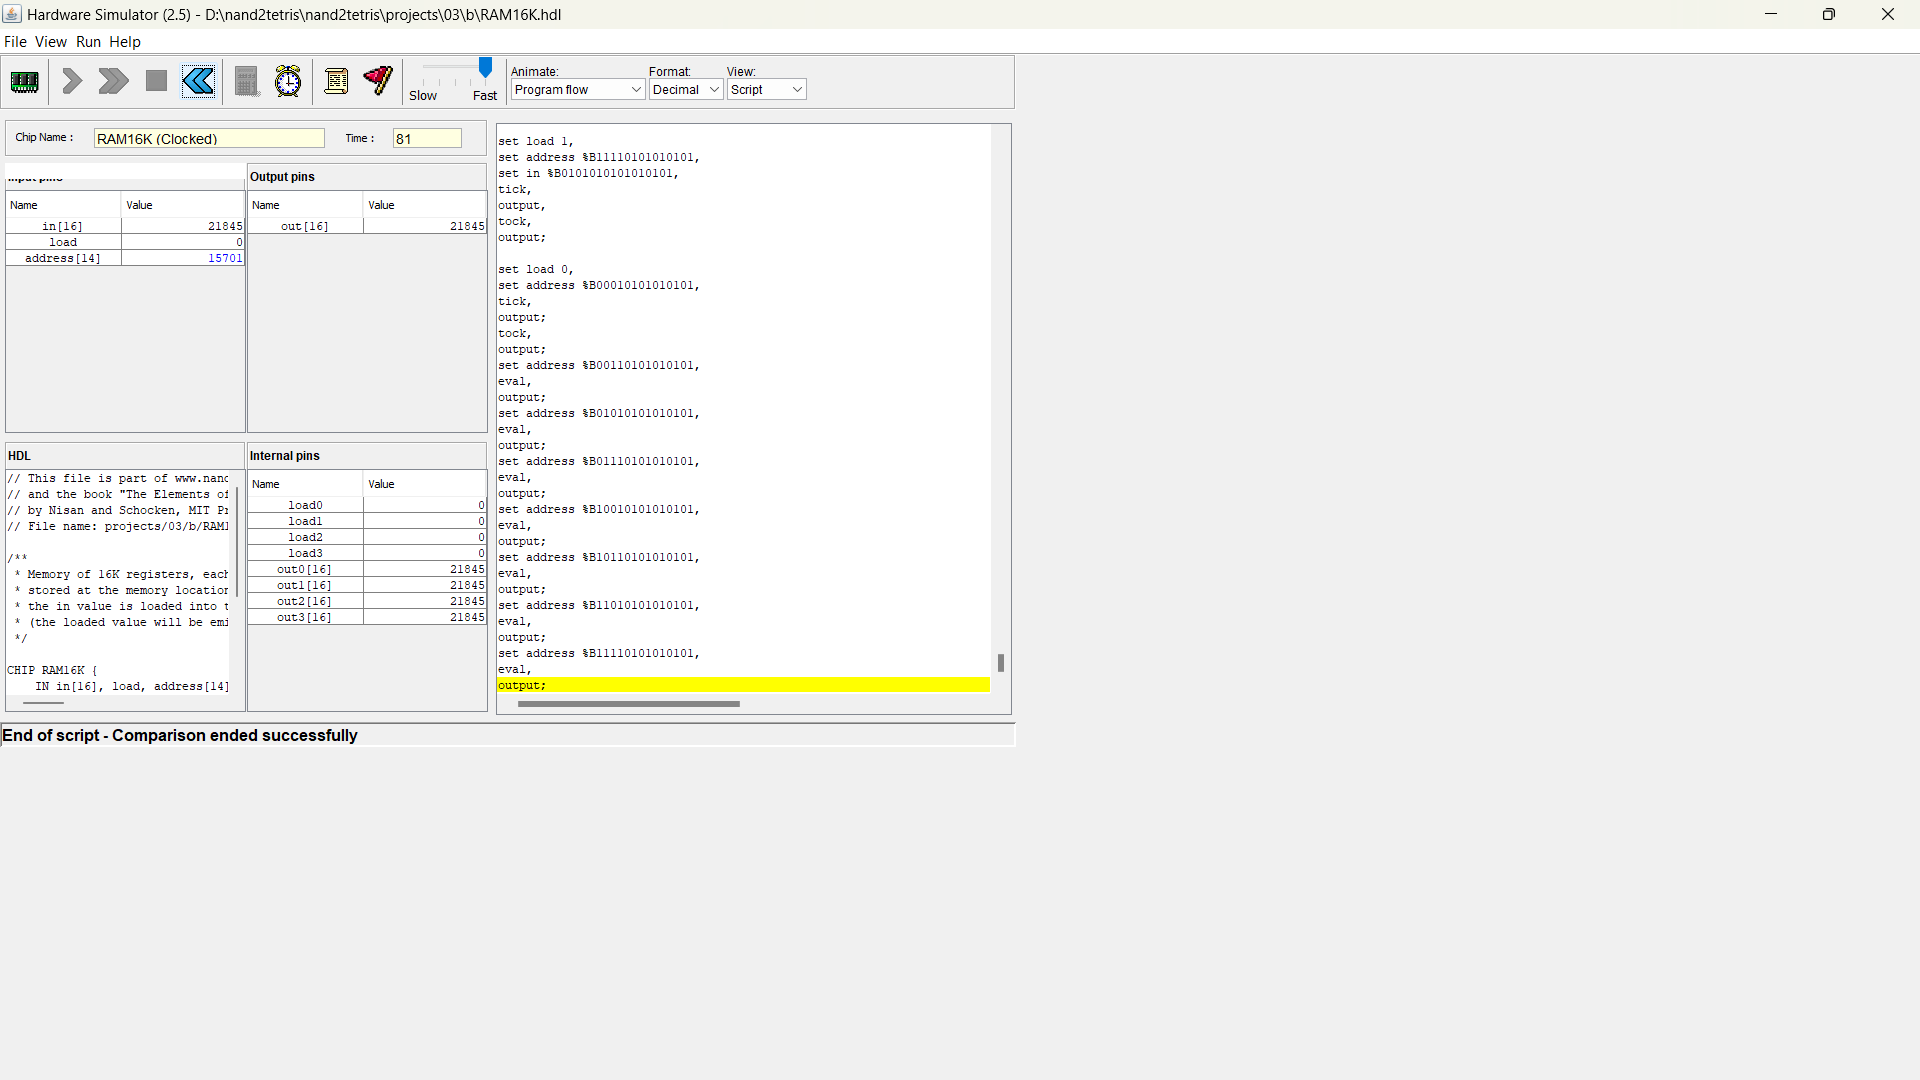 Hardware Simulator (2.5) - D:\nand2tetris\nand2tetris\projects\03\b\RAM16K.hdl
File View Run Help
Slow Fast
Animate: Format: View:
Program flow Decimal Script
Chip Name : RAM16K (Clocked) Time : 81
Output pins
Name Value
in[16] 21845
load 0
address[14] 15701
Name Value
out[16] 21845
HDL
// This file is part of www.nand
// and the book "The Elements of
// by Nisan and Schocken, MIT Pr
// File name: projects/03/b/RAM1
/**
* Memory of 16K registers, each
* stored at the memory location
* the in value is loaded into t
* (the loaded value will be emi
*/
CHIP RAM16K {
IN in[16], load, address[14]
Internal pins
Name Value
load0 0
load1 0
load2 0
load3 0
out0[16] 21845
out1[16] 21845
out2[16] 21845
out3[16] 21845
set load 1,
set address %B11110101010101,
set in %B0101010101010101,
tick,
output,
tock,
output;
set load 0,
set address %B00010101010101,
tick,
output;
tock,
output;
set address %B00110101010101,
eval,
output;
set address %B01010101010101,
eval,
output;
set address %B01110101010101,
eval,
output;
set address %B10010101010101,
eval,
output;
set address %B10110101010101,
eval,
output;
set address %B11010101010101,
eval,
output;
set address %B11110101010101,
eval,
output;
End of script - Comparison ended successfully